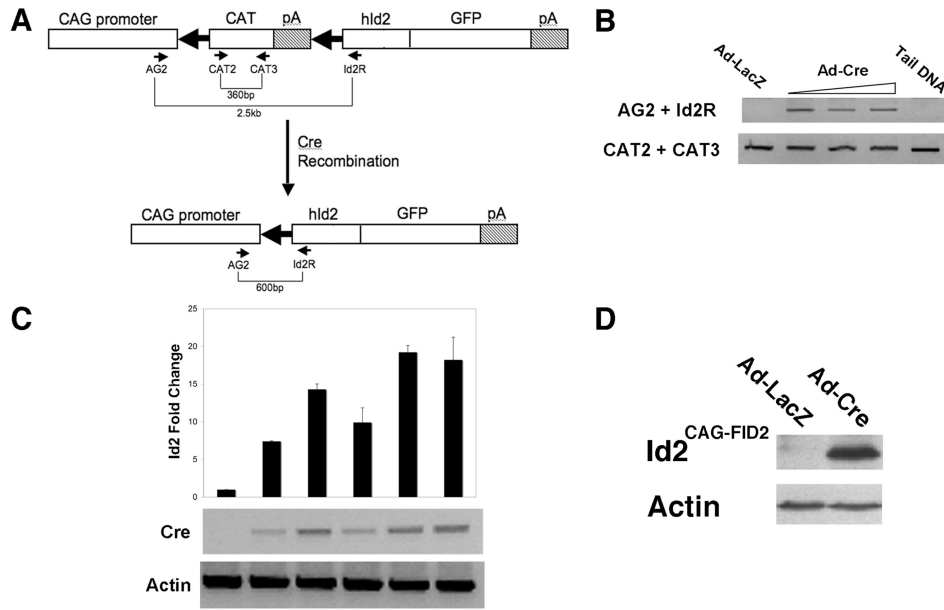 A
CAG promoter CAT pA hId2 GFP pA
AG2 CAT2 CAT3 Id2R
360bp
2.5kb
Cre
Recombination
CAG promoter hId2 GFP pA
AG2 Id2R
600bp
B
Ad-LacZ Ad-Cre Tail DNA
AG2 + Id2R
CAT2 + CAT3
C
Id2 Fold Change
25
20
15
10
5
0
Cre
Actin
D
Ad-LacZ Ad-Cre
Id2CAG-FID2
Actin